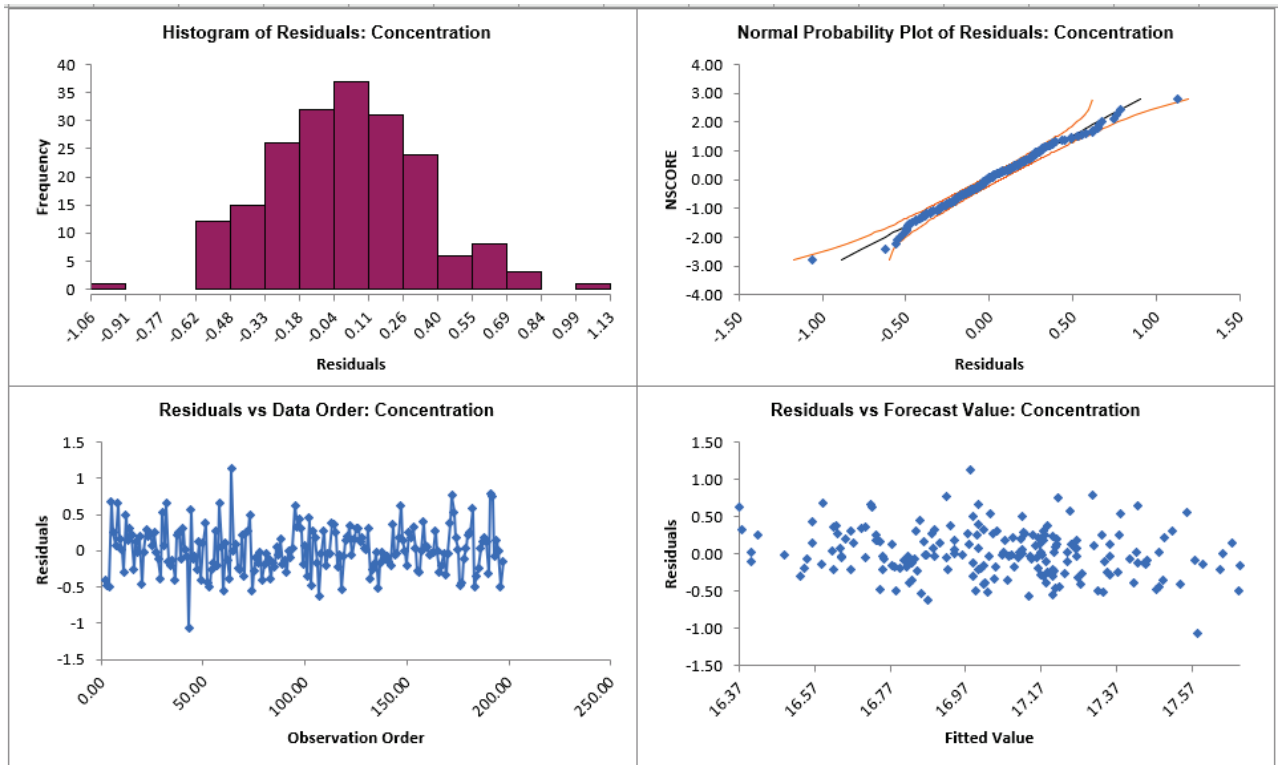 Histogram of Residuals: Concentration
Frequency
40
35
30
25
20
15
10
5
0
-1.06 -0.91 -0.77 -0.62 -0.48 -0.33 -0.18 -0.04 0.11 0.26 0.40 0.55 0.69 0.84 0.99 1.13
Residuals
Normal Probability Plot of Residuals: Concentration
NSCORE
4.00
3.00
2.00
1.00
0.00
-1.00
-2.00
-3.00
-4.00
-1.50 -1.00 -0.50 0.00 0.50 1.00 1.50
Residuals
Residuals vs Data Order: Concentration
Residuals
1.5
1
0.5
0
-0.5
-1
-1.5
0.00 50.00 100.00 150.00 200.00 250.00
Observation Order
Residuals vs Forecast Value: Concentration
Residuals
1.50
1.00
0.50
0.00
-0.50
-1.00
-1.50
16.37 16.57 16.77 16.97 17.17 17.37 17.57
Fitted Value